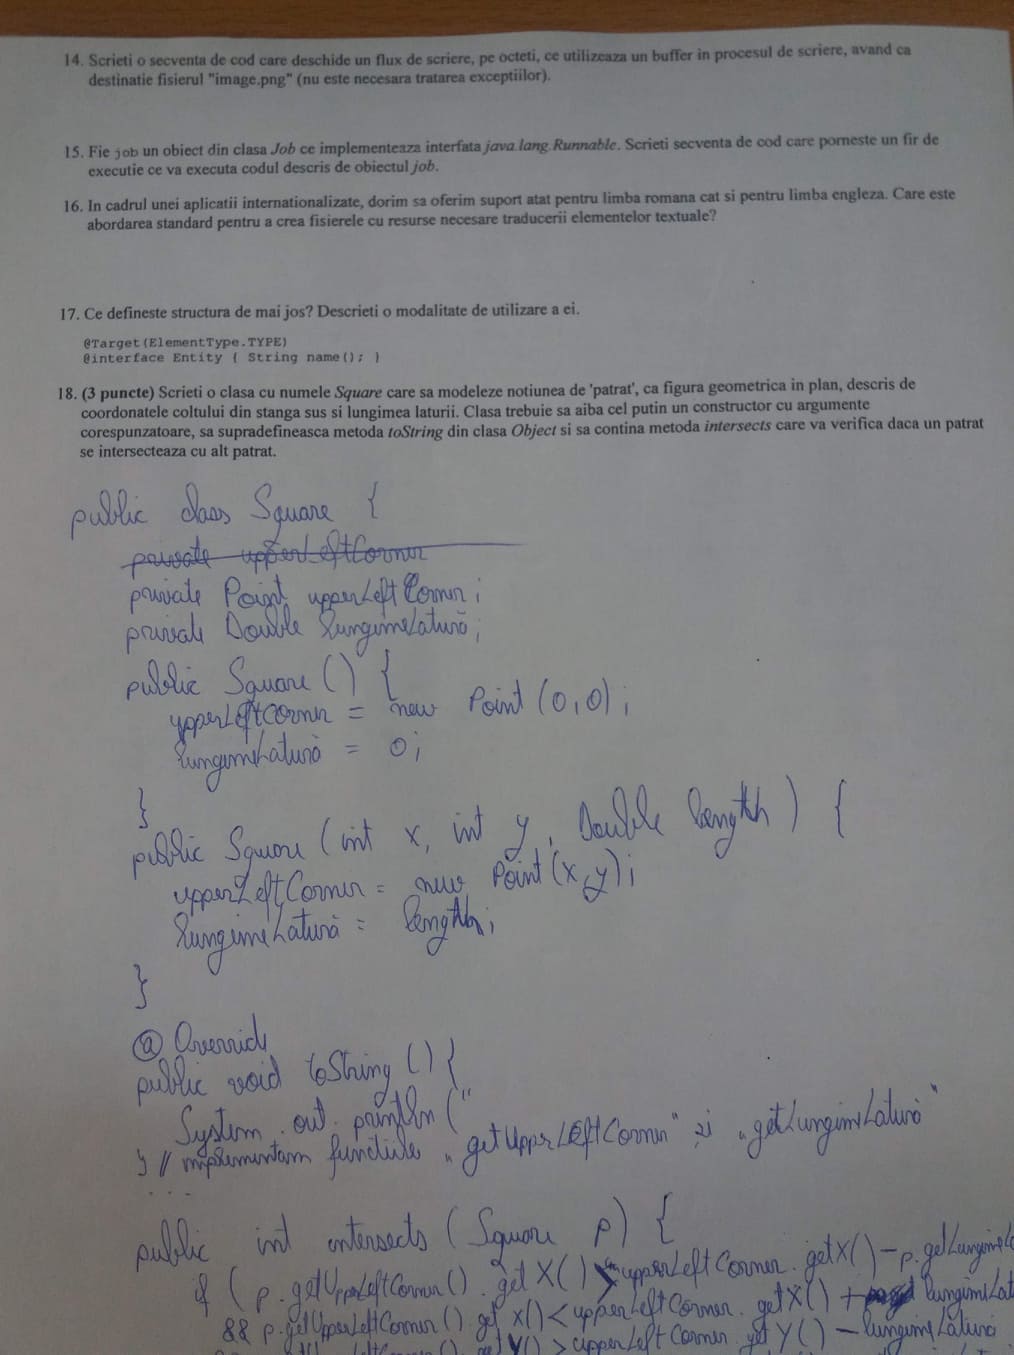 14. Scrieti o secventa de cod care deschide un flux de scriere, pe octeti, ce utilizeaza un buffer in procesul de scriere, avand ca
destinatie fisierul "image.png" (nu este necesara tratarea exceptiilor).
15. Fie job un obiect din clasa Job ce implementeaza interfata java.lang.Runnable. Scrieti secventa de cod care porneste un fir de
executie ce va executa codul descris de obiectul job.
16. In cadrul unei aplicatii internationalizate, dorim sa oferim suport atat pentru limba romana cat si pentru limba engleza. Care este
abordarea standard pentru a crea fisierele cu resurse necesare traducerii elementelor textuale?
17. Ce defineste structura de mai jos? Descrieti o modalitate de utilizare a ei.
@Target(ElementType.TYPE)
@interface Entity { String name(); }
18. (3 puncte) Scrieti o clasa cu numele Square care sa modeleze notiunea de 'patrat', ca figura geometrica in plan, descris de
coordonatele coltului din stanga sus si lungimea laturii. Clasa trebuie sa aiba cel putin un constructor cu argumente
corespunzatoare, sa supradefineasca metoda toString din clasa Object si sa contina metoda intersects care va verifica daca un patrat
se intersecteaza cu alt patrat.
public class Square {
private upperLeftCorner
private Point upperLeftCorner;
private Double lungimeLatură;
public Square () {
upperLeftCorner = new Point (0,0);
lungimeLatură = 0;
}
public Square (int x, int y, Double length) {
upperLeftCorner = new Point (x,y);
lungimeLatură = length;
}
@Override
public void toString () {
System.out.println ("
} // implementam functiile „getUpperLeftCorner" și „getLungimeLatură"
...
public int intersects (Square p) {
if (p.getUpperLeftCorner().getX() > upperLeftCorner.getX() - p.getLungimeL
&& p.getUpperLeftCorner().getX() < upperLeftCorner.getX() + lungimeLat
getY() > upperLeftCorner.getY() - lungimeLatură